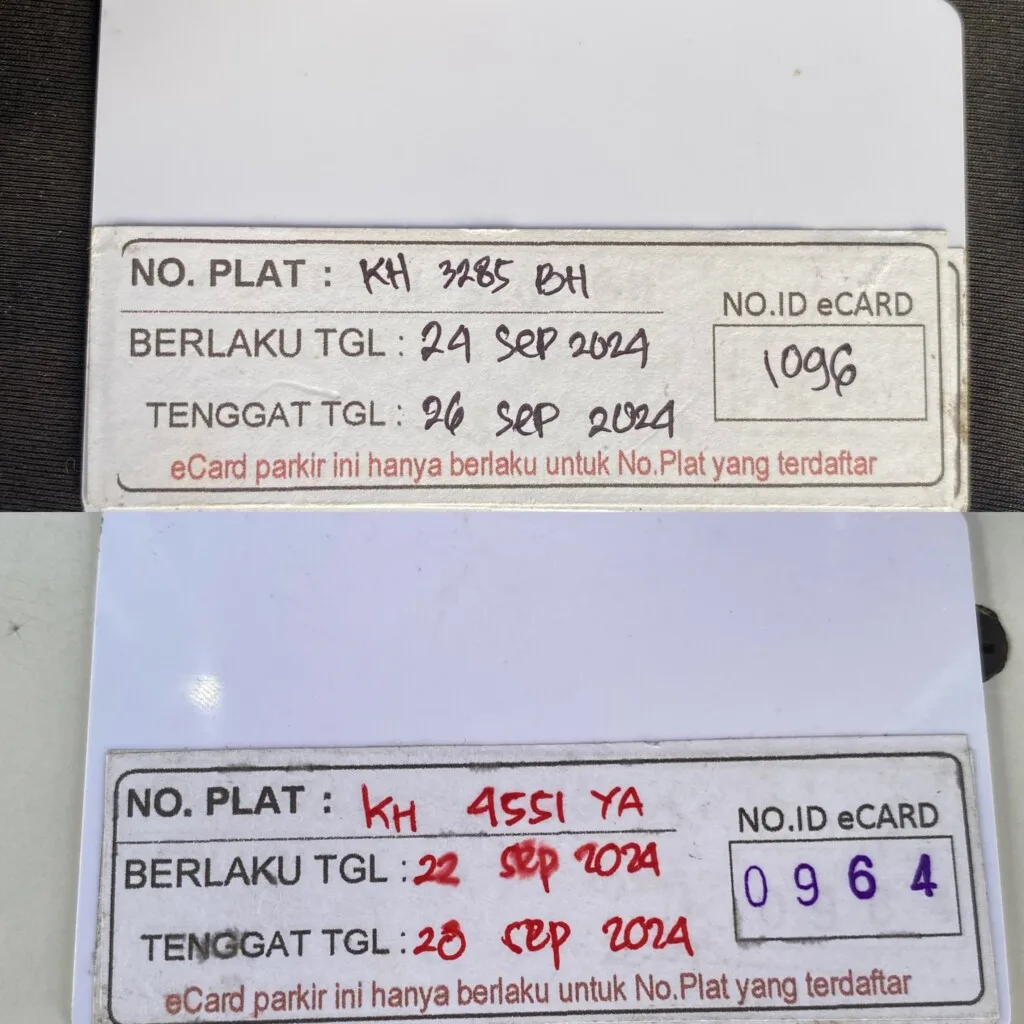 NO. PLAT : KH 3285 BH
NO.ID eCARD
BERLAKU TGL : 24 Sep 2024
1096
TENGGAT TGL : 26 Sep 2024
eCard parkir ini hanya berlaku untuk No.Plat yang terdaftar
NO. PLAT : KH 4551 YA
NO.ID eCARD
BERLAKU TGL : 22 Sep 2024
0964
TENGGAT TGL : Sep 2024
eCard parkir ini hanya berlaku untuk No.Plat yang terdaftar